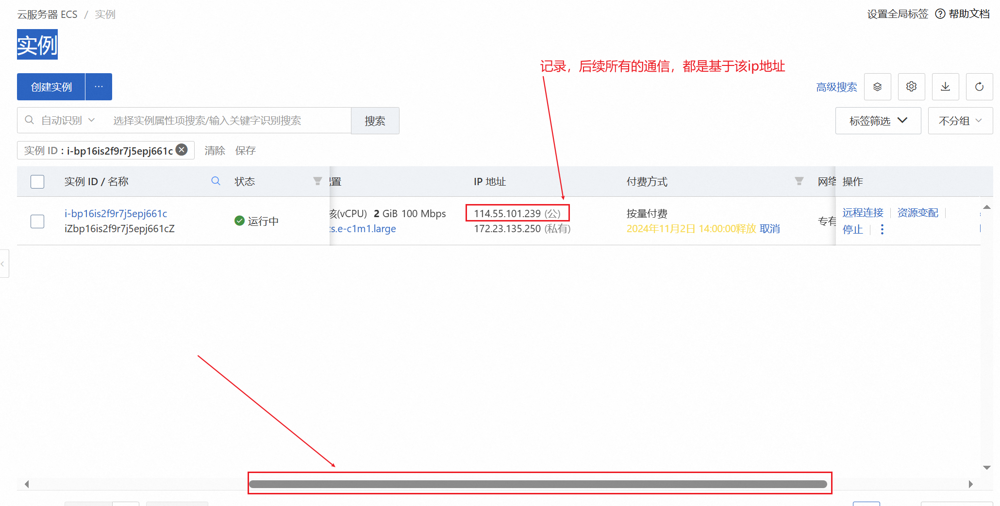 云服务器 ECS / 实例
设置全局标签 帮助文档
实例
记录，后续所有的通信，都是基于该ip地址
创建实例 ···
高级搜索
自动识别 选择实例属性项搜索/输入关键字识别搜索 搜索
标签筛选 不分组
实例 ID : i-bp16is2f9r7j5epj661c 清除 保存
实例 ID / 名称 状态 置 IP 地址 付费方式 网络 操作
i-bp16is2f9r7j5epj661c
iZbp16is2f9r7j5epj661cZ
运行中
核(vCPU) 2 GiB 100 Mbps
cs.e-c1m1.large
114.55.101.239 (公)
172.23.135.250 (私有)
按量付费
2024年11月2日 14:00:00释放 取消
专有
远程连接 资源变配
停止